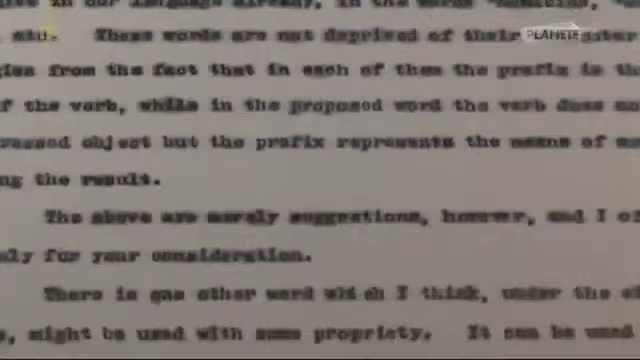 in our language already, in the words
etc. These words are not deprived of their
PLANETE
from the fact that in each of them the prefix is the
f the verb, while in the proposed word the verb does
object but the prefix represents the means of
ng the result.
The above are merely suggestions, however, and I
for your consideration.
There is one other word which I think, under the
, might be used with some propriety. It can be used